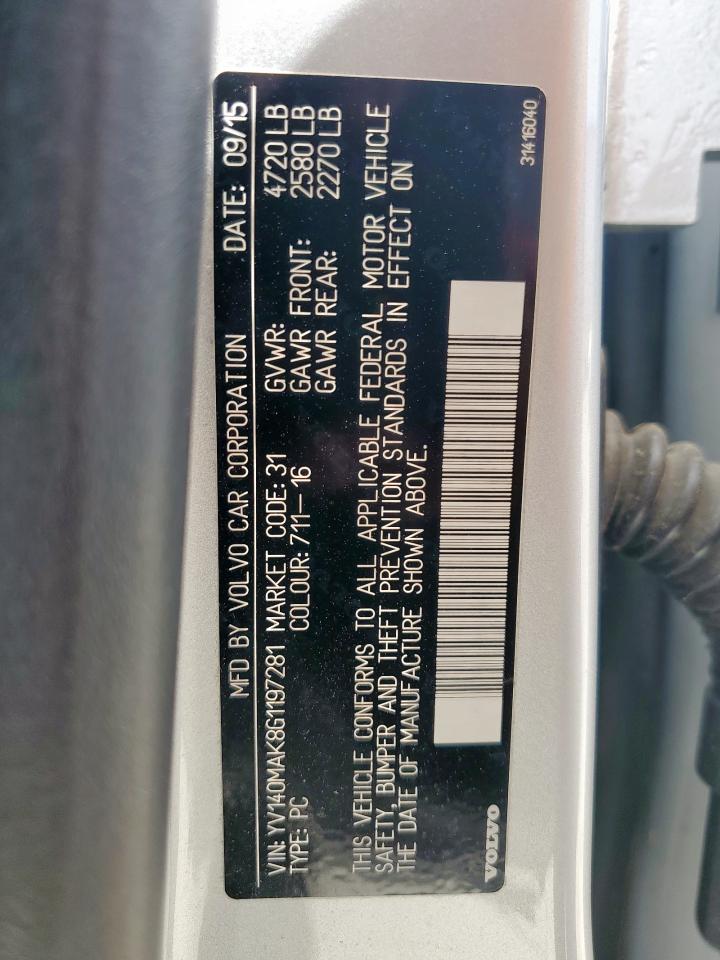 MFD BY VOLVO CAR CORPORATION DATE: 09/15
VIN: YV140MAK8G1197281 MARKET CODE: 31 GVWR: 4720 LB
TYPE: PC COLOUR: 711-16 GAWR FRONT: 2580 LB
GAWR REAR: 2270 LB
THIS VEHICLE CONFORMS TO ALL APPLICABLE FEDERAL MOTOR VEHICLE
SAFETY, BUMPER AND THEFT PREVENTION STANDARDS IN EFFECT ON
THE DATE OF MANUFACTURE SHOWN ABOVE.
VOLVO
31416040